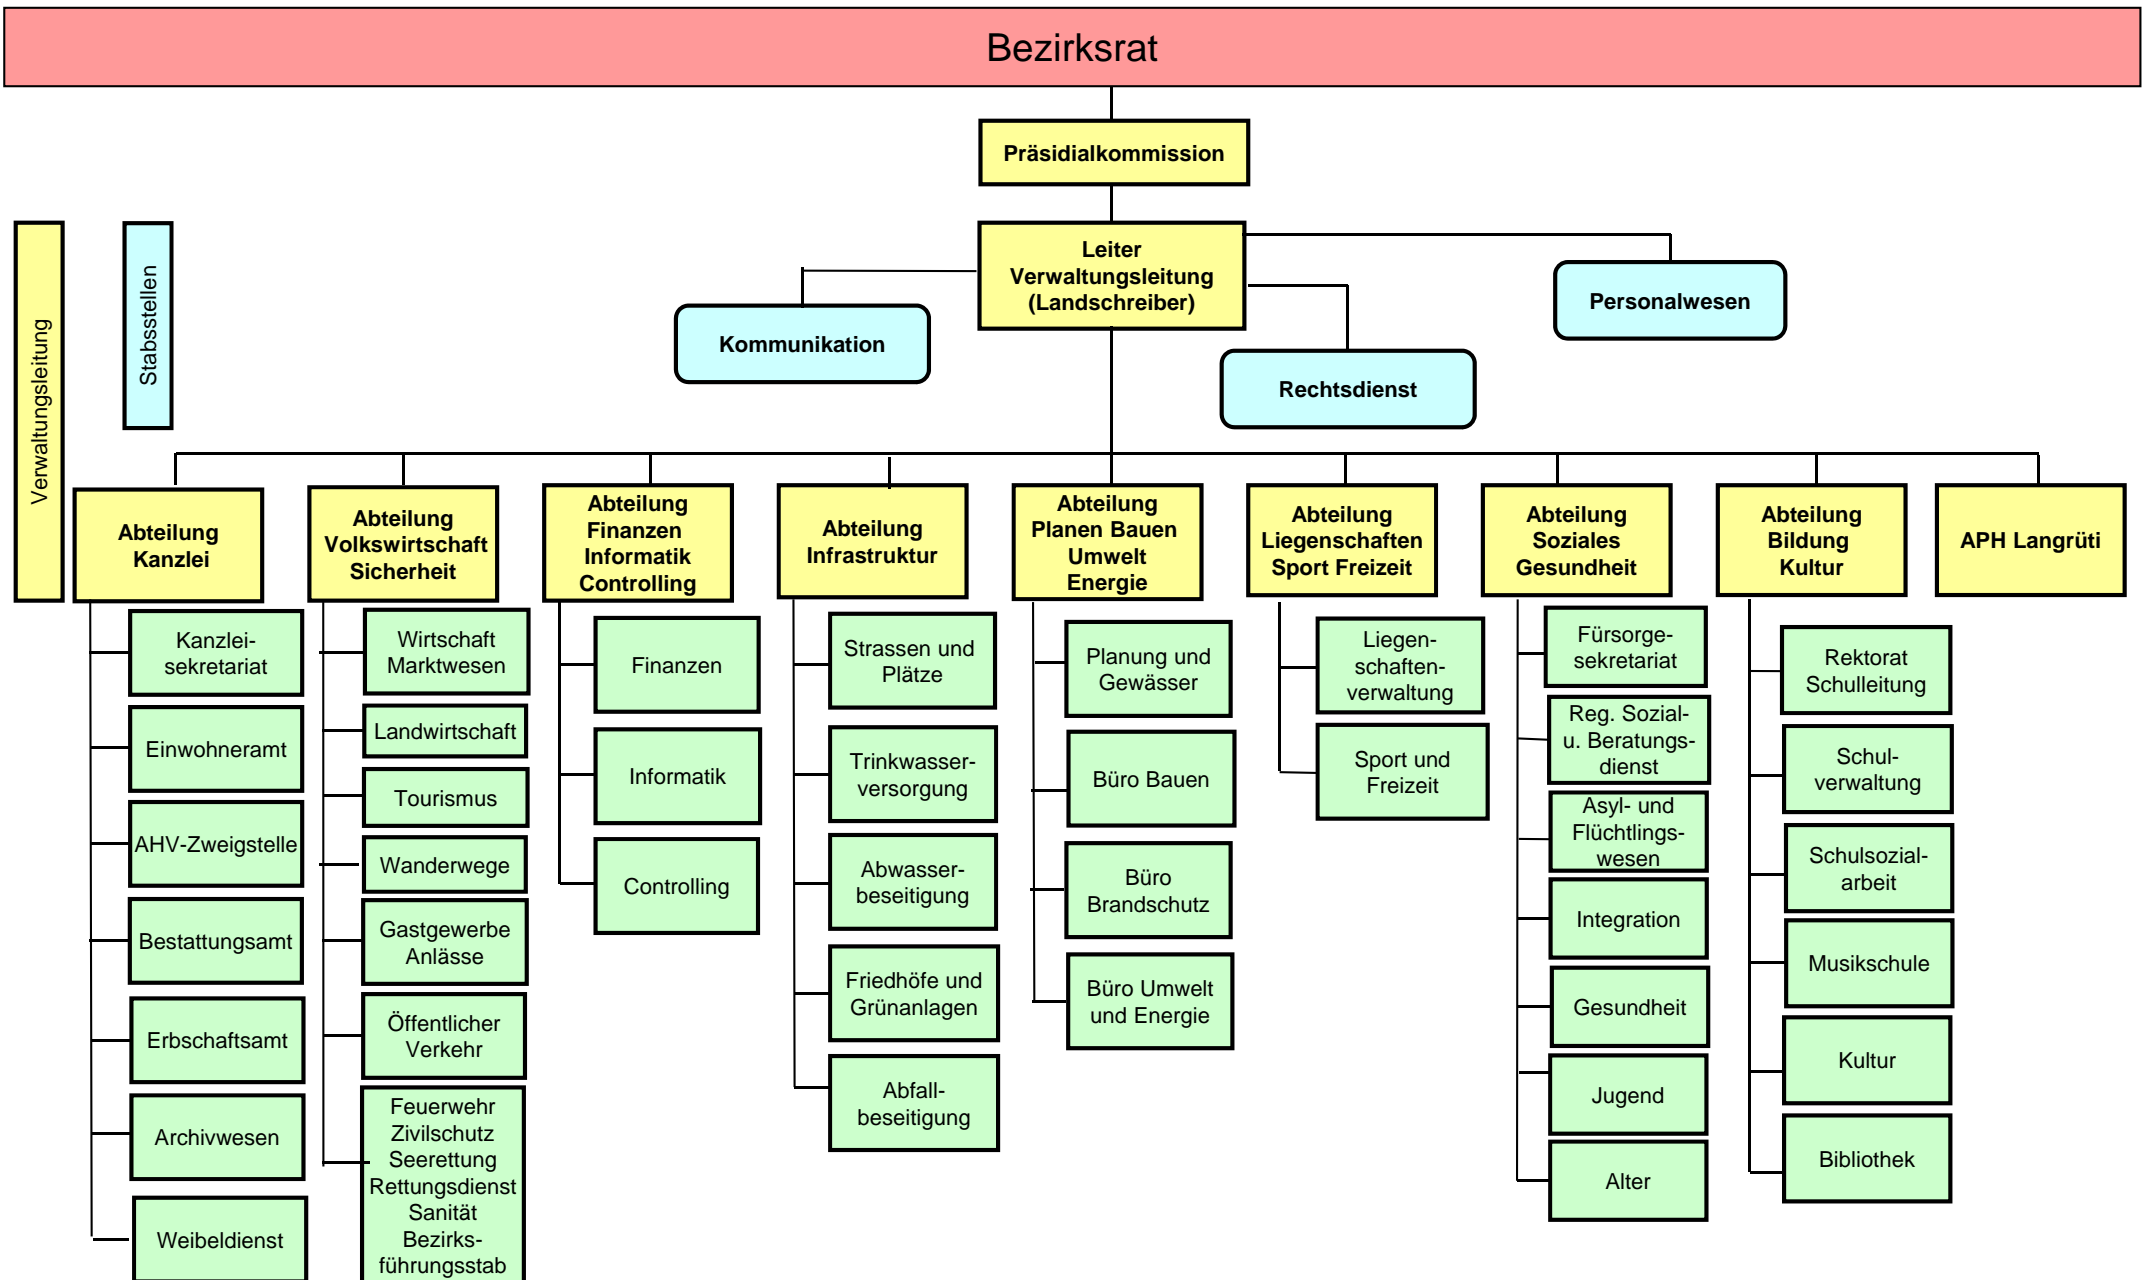 Bezirksrat
Präsidialkommission
Leiter
Verwaltungsleitung
(Landschreiber)
Verwaltungsleitung
Stabsstellen
Kommunikation
Rechtsdienst
Personalwesen
Abteilung
Kanzlei
Kanzlei-
sekretariat
Einwohneramt
AHV-Zweigstelle
Bestattungsamt
Erbschaftsamt
Archivwesen
Weibeldienst
Abteilung
Volkswirtschaft
Sicherheit
Wirtschaft
Marktwesen
Landwirtschaft
Tourismus
Wanderwege
Gastgewerbe
Anlässe
Öffentlicher
Verkehr
Feuerwehr
Zivilschutz
Seerettung
Rettungsdienst
Sanität
Bezirks-
führungsstab
Abteilung
Finanzen
Informatik
Controlling
Finanzen
Informatik
Controlling
Abteilung
Infrastruktur
Strassen und
Plätze
Trinkwasser-
versorgung
Abwasser-
beseitigung
Friedhöfe und
Grünanlagen
Abfall-
beseitigung
Abteilung
Planen Bauen
Umwelt
Energie
Planung und
Gewässer
Büro Bauen
Büro
Brandschutz
Büro Umwelt
und Energie
Abteilung
Liegenschaften
Sport Freizeit
Liegen-
schaften-
verwaltung
Sport und
Freizeit
Abteilung
Soziales
Gesundheit
Fürsorge-
sekretariat
Reg. Sozial-
u. Beratungs-
dienst
Asyl- und
Flüchtlings-
wesen
Integration
Gesundheit
Jugend
Alter
Abteilung
Bildung
Kultur
Rektorat
Schulleitung
Schul-
verwaltung
Schulsozial-
arbeit
Musikschule
Kultur
Bibliothek
APH Langrüti